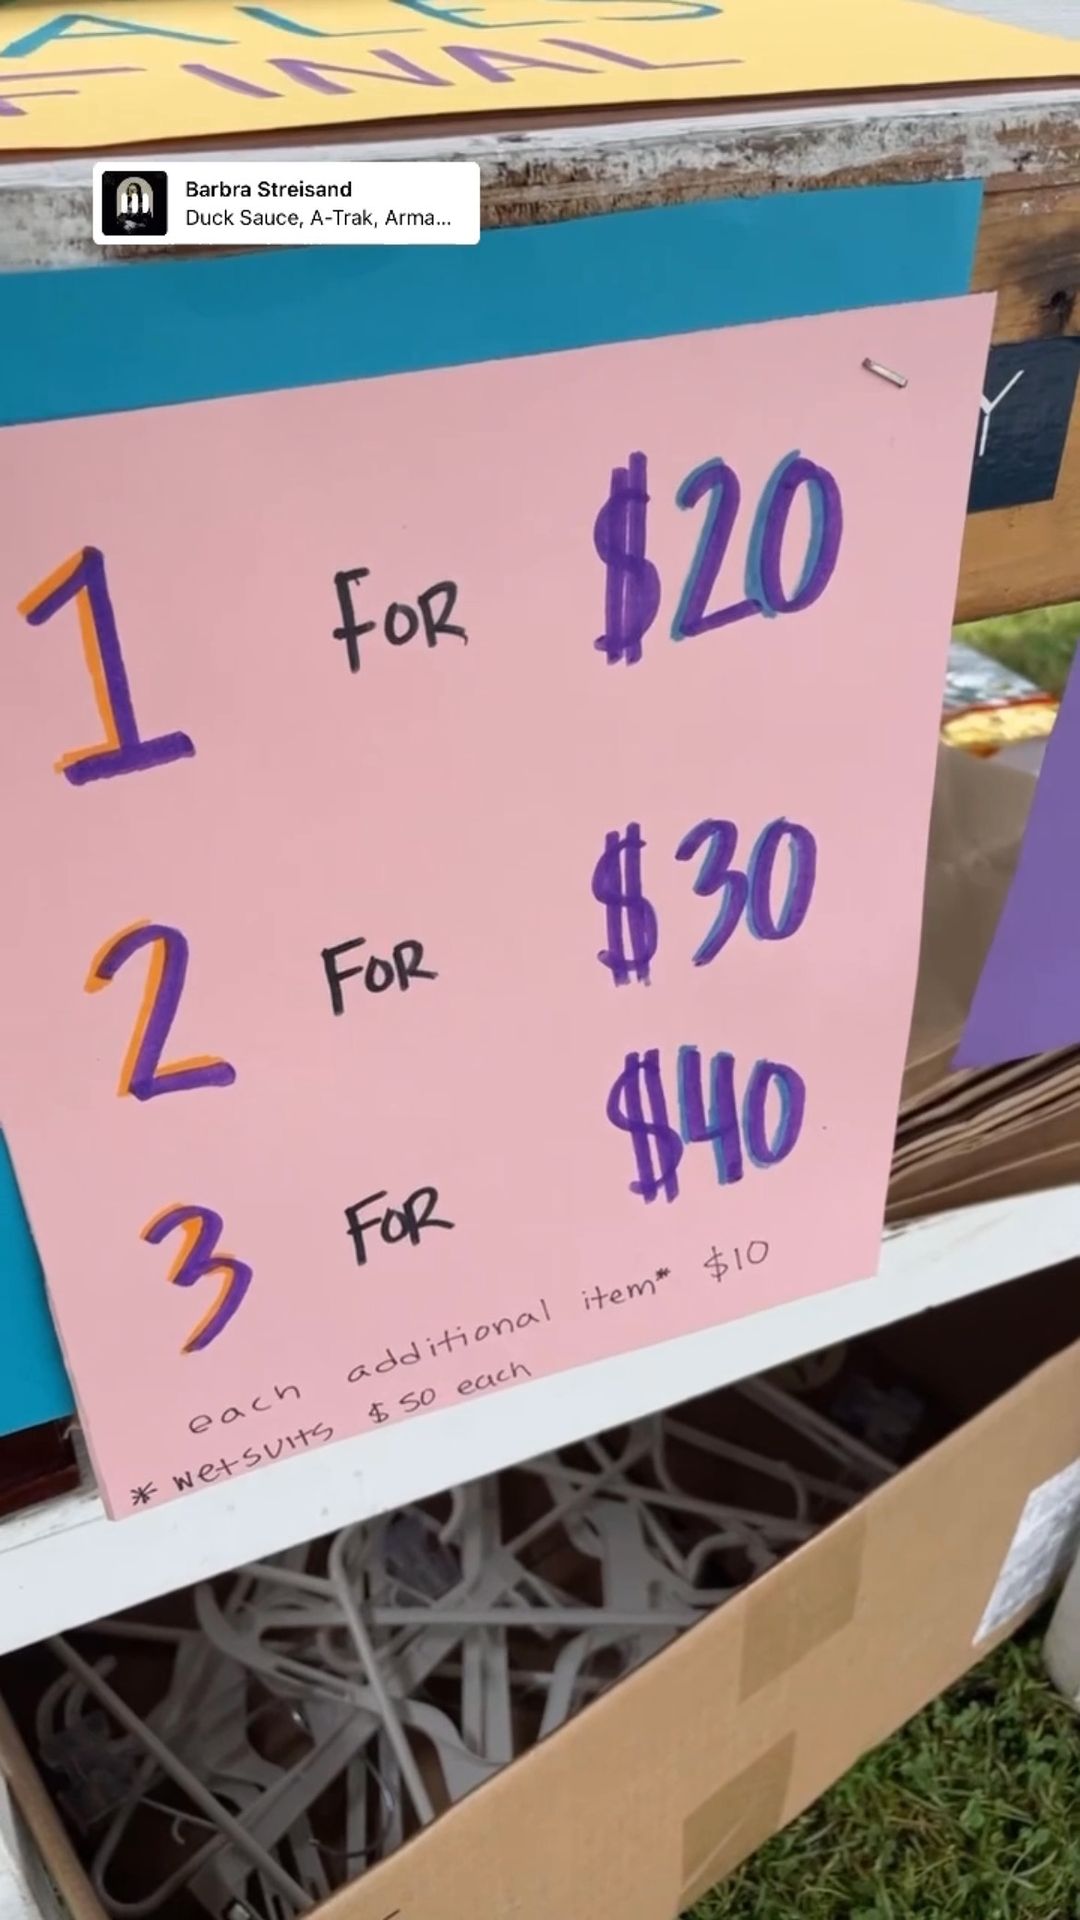 ALES
FINAL
Barbra Streisand
Duck Sauce, A-Trak, Arma...
Y
1 FOR $20
2 FOR $30
3 FOR $40
each additional item* $10
* wetsuits $50 each